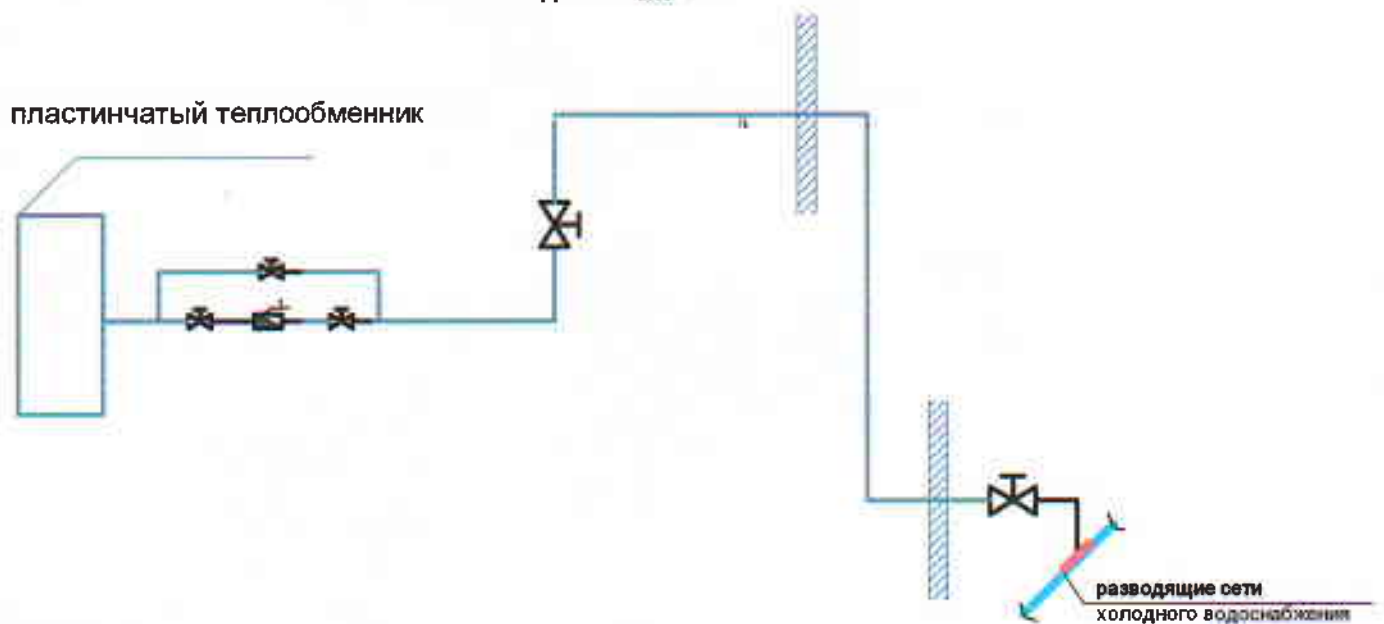 пластинчатый теплообменник
разводящие сети
холодного водоснабжения